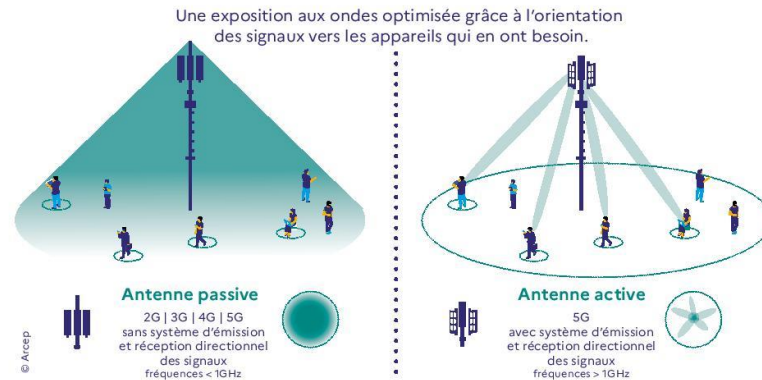 Une exposition aux ondes optimisée grâce à l'orientation
des signaux vers les appareils qui en ont besoin.
Antenne passive
2G | 3G | 4G | 5G
sans système d'émission
et réception directionnel
des signaux
fréquences < 1GHz
Antenne active
5G
avec système d'émission
et réception directionnel
des signaux
fréquences > 1GHz
© Arcep